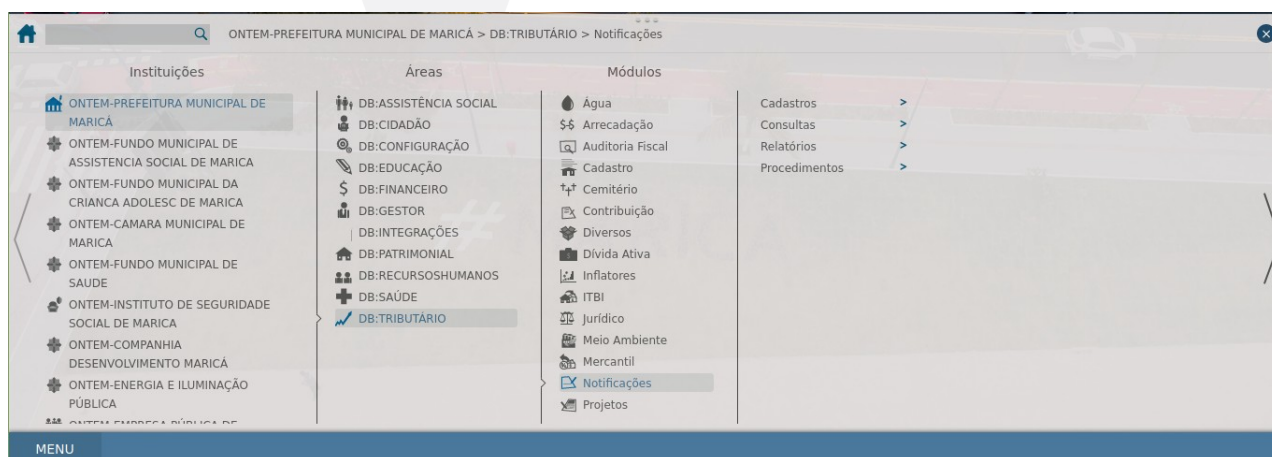 ONTEM-PREFEITURA MUNICIPAL DE MARICÁ > DB:TRIBUTÁRIO > Notificações
Instituições
ONTEM-PREFEITURA MUNICIPAL DE
MARICÁ
ONTEM-FUNDO MUNICIPAL DE
ASSISTENCIA SOCIAL DE MARICA
ONTEM-FUNDO MUNICIPAL DA
CRIANCA ADOLESC DE MARICA
ONTEM-CAMARA MUNICIPAL DE
MARICA
ONTEM-FUNDO MUNICIPAL DE
SAUDE
ONTEM-INSTITUTO DE SEGURIDADE
SOCIAL DE MARICA
ONTEM-COMPANHIA
DESENVOLVIMENTO MARICÁ
ONTEM-ENERGIA E ILUMINAÇÃO
PÚBLICA
ONTEM-EMPRESA PÚBLICA DE
Áreas
DB:ASSISTÊNCIA SOCIAL
DB:CIDADÃO
DB:CONFIGURAÇÃO
DB:EDUCAÇÃO
DB:FINANCEIRO
DB:GESTOR
DB:INTEGRAÇÕES
DB:PATRIMONIAL
DB:RECURSOSHUMANOS
DB:SAÚDE
DB:TRIBUTÁRIO
Módulos
Água
Arrecadação
Auditoria Fiscal
Cadastro
Cemitério
Contribuição
Diversos
Dívida Ativa
Inflatores
ITBI
Jurídico
Meio Ambiente
Mercantil
Notificações
Projetos
Cadastros >
Consultas >
Relatórios >
Procedimentos >
MENU